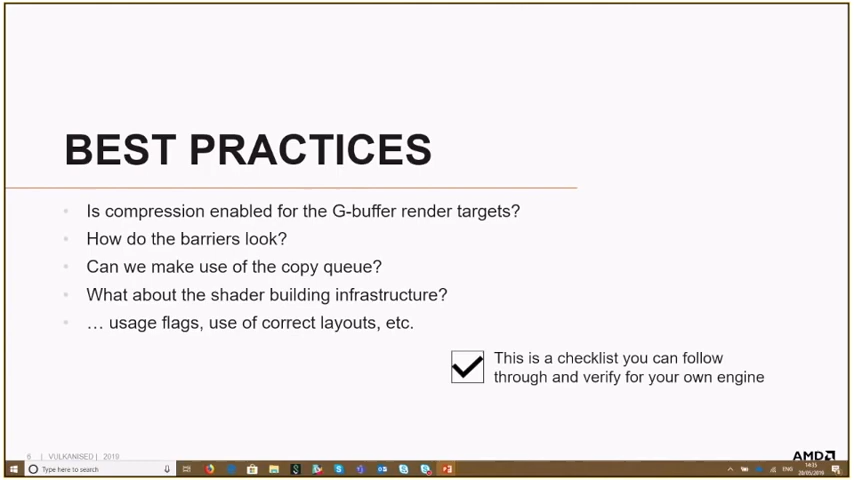 BEST PRACTICES
Is compression enabled for the G-buffer render targets?
How do the barriers look?
Can we make use of the copy queue?
What about the shader building infrastructure?
… usage flags, use of correct layouts, etc.
This is a checklist you can follow
through and verify for your own engine
6 | VULKANISED | 2019
AMD
Type here to search
ENG
14:35
20/05/2019